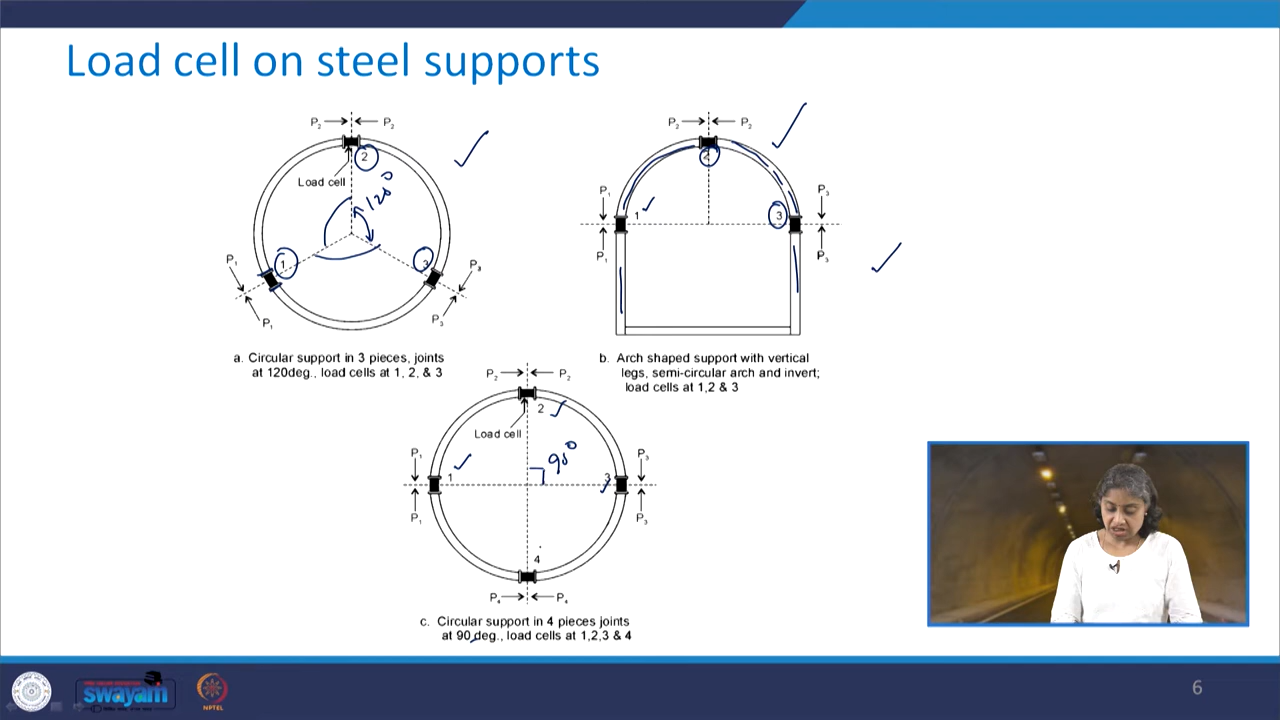 Load cell on steel supports
P₂ P₂
2
Load cell
120°
1
3
P₁
P₃
P₁
P₃
a. Circular support in 3 pieces, joints
at 120deg., load cells at 1, 2, & 3
P₂ P₂
P₁
P₃
1
3
P₁
P₃
b. Arch shaped support with vertical
legs, semi-circular arch and invert;
load cells at 1,2 & 3
P₂ P₂
2
Load cell
90°
P₁
P₃
1
3
P₁
P₃
4
P₄ P₄
c. Circular support in 4 pieces joints
at 90deg., load cells at 1,2,3 & 4
swayam
NPTEL
6